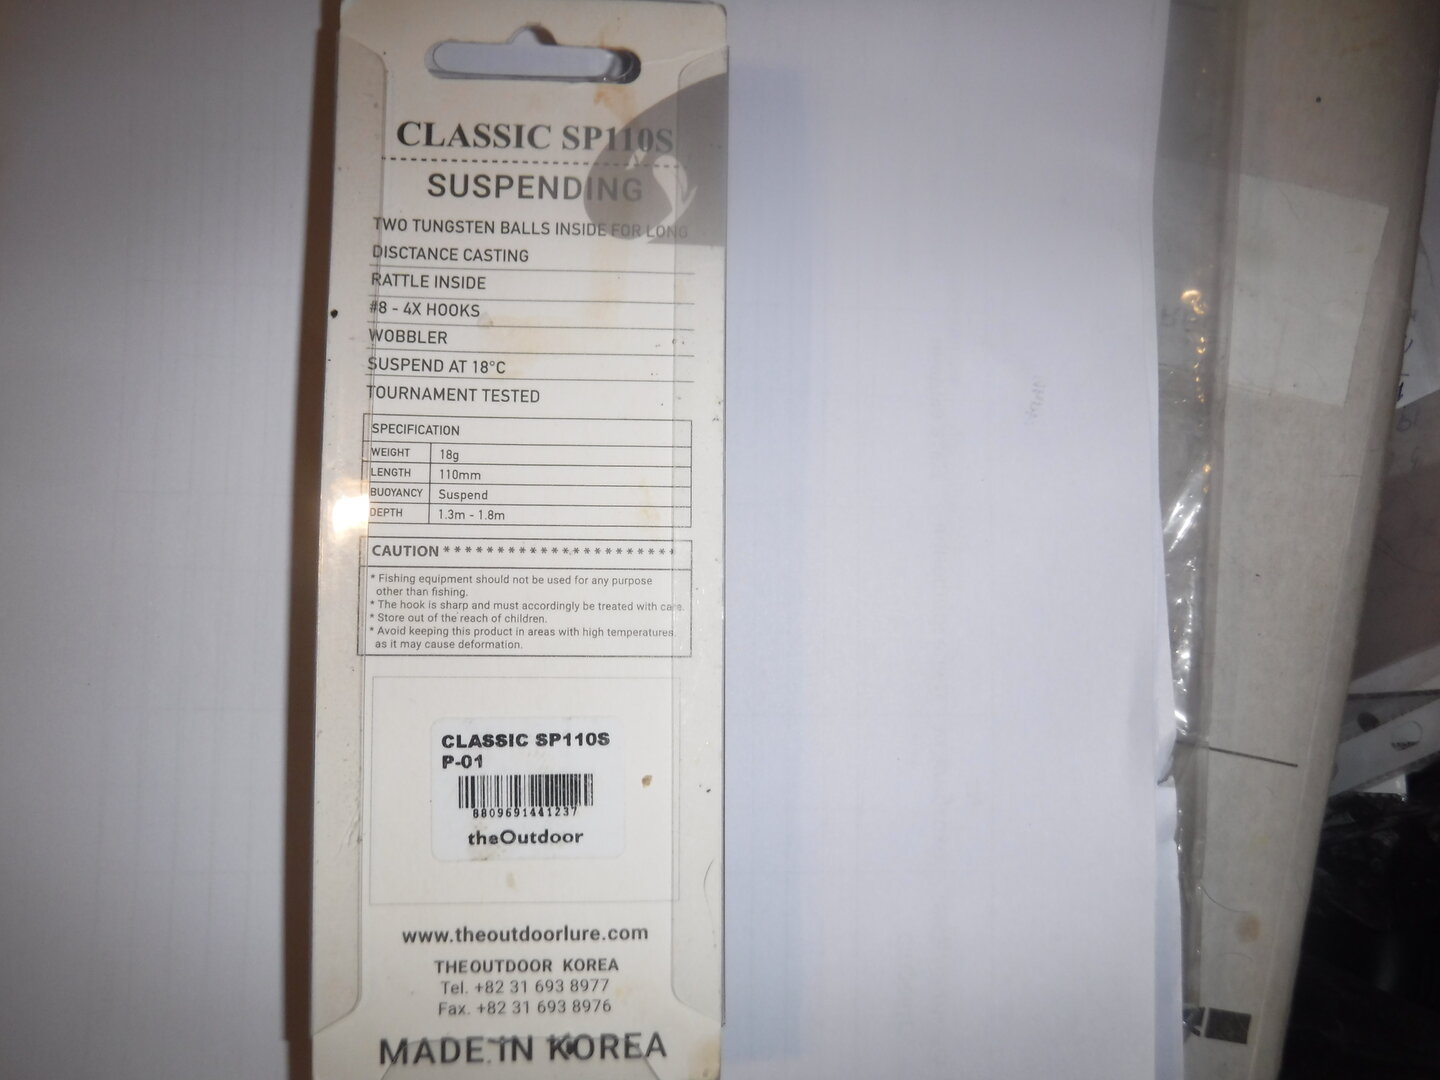 CLASSIC SP110S
SUSPENDING
TWO TUNGSTEN BALLS INSIDE FOR LONG
DISCTANCE CASTING
RATTLE INSIDE
#8 - 4X HOOKS
WOBBLER
SUSPEND AT 18°C
TOURNAMENT TESTED
SPECIFICATION
WEIGHT 18g
LENGTH 110mm
BUOYANCY Suspend
DEPTH 1.3m - 1.8m
CAUTION * * * * * * * * * * * * * * * * * * * * * *
* Fishing equipment should not be used for any purpose
other than fishing.
* The hook is sharp and must accordingly be treated with care.
* Store out of the reach of children.
* Avoid keeping this product in areas with high temperatures,
as it may cause deformation.
CLASSIC SP110S
P-01
8809691441237
theOutdoor
www.theoutdoorlure.com
THEOUTDOOR KOREA
Tel. +82 31 693 8977
Fax. +82 31 693 8976
MADE IN KOREA